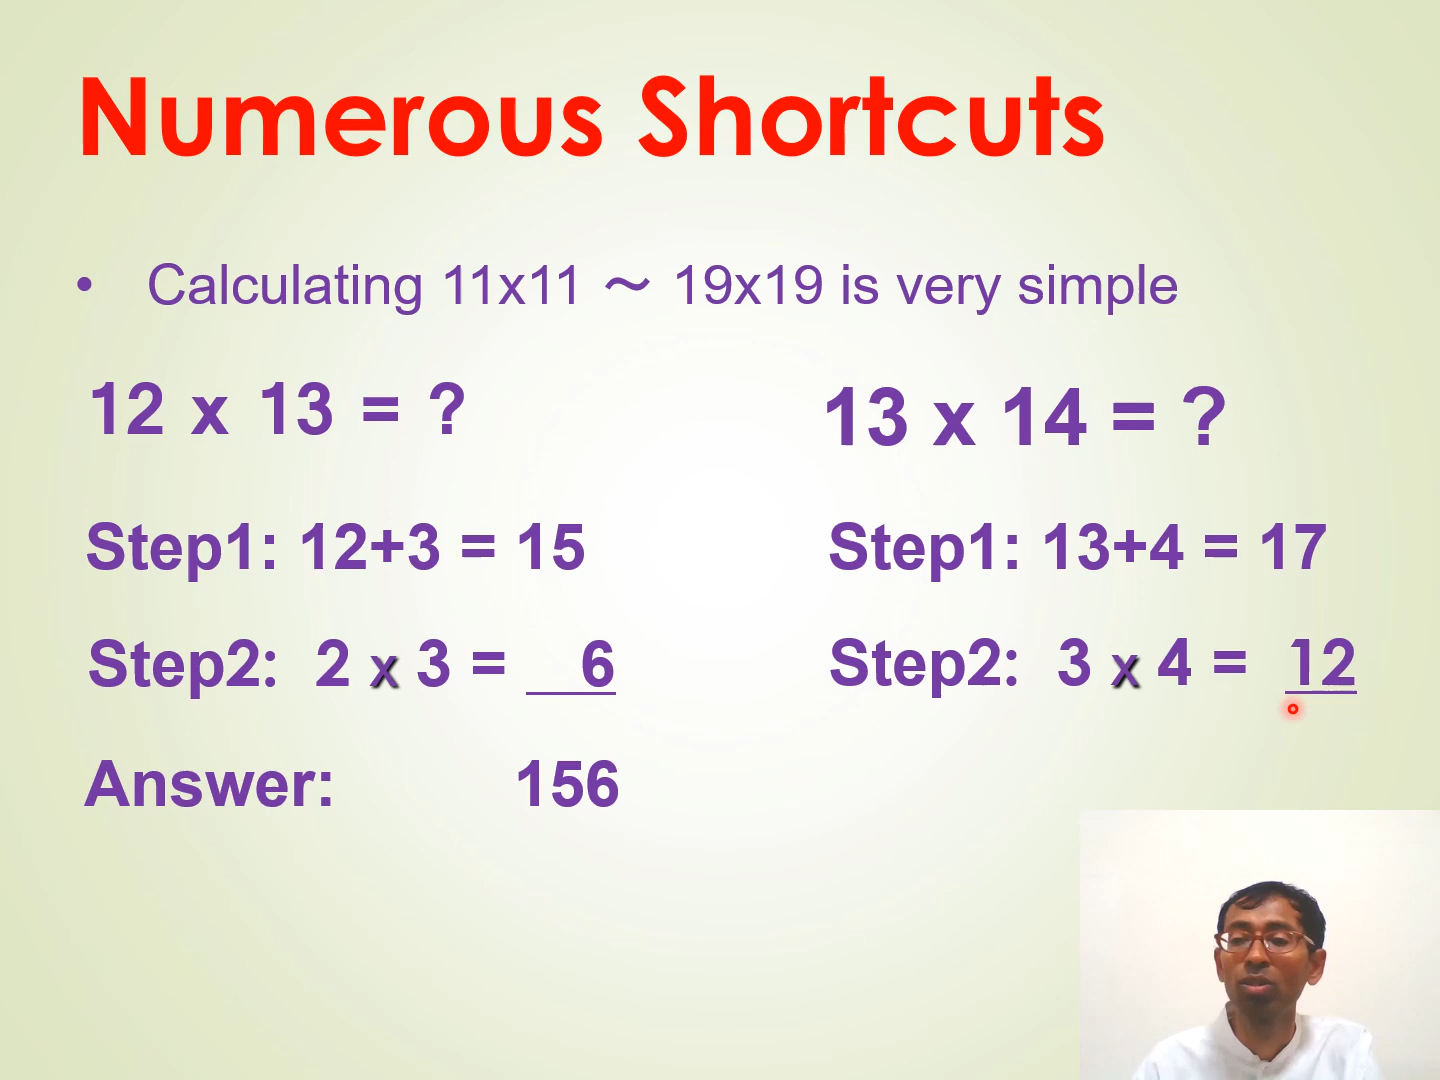 Numerous Shortcuts
• Calculating 11x11 ～ 19x19 is very simple
12 x 13 = ?
Step1: 12+3 = 15
Step2: 2 x 3 = 6
Answer: 156
13 x 14 = ?
Step1: 13+4 = 17
Step2: 3 x 4 = 12